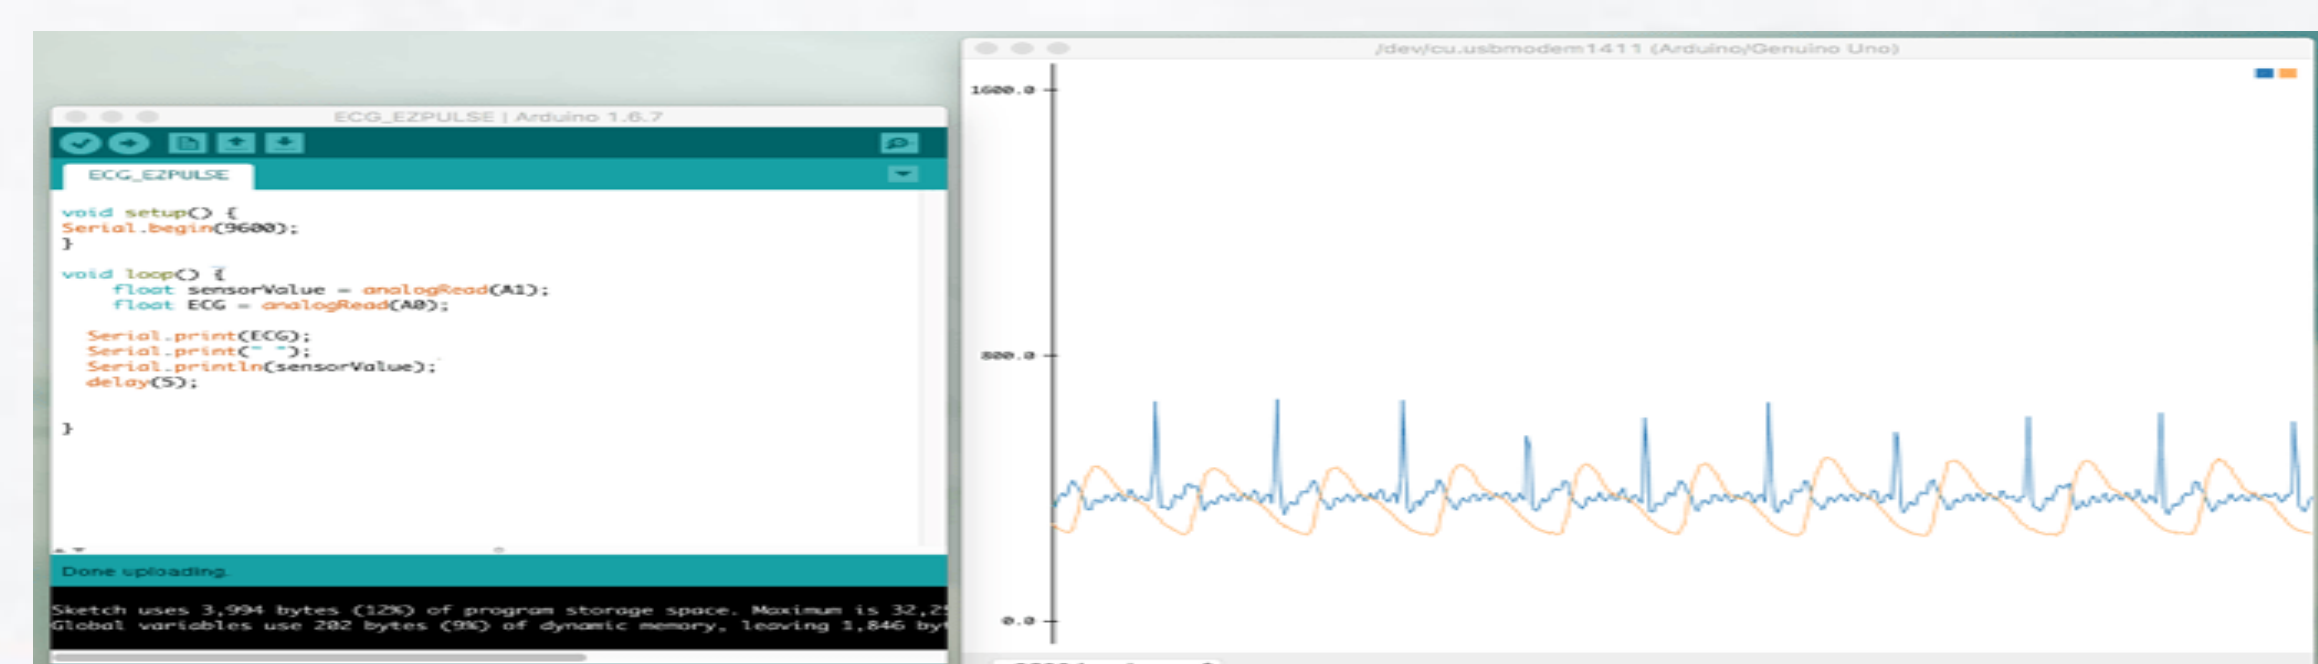 ECG_EZPULSE | Arduino 1.6.7
ECG_EZPULSE
void setup() {
Serial.begin(9600);
}
void loop() {
float sensorValue = analogRead(A1);
float ECG = analogRead(A0);
Serial.print(ECG);
Serial.print(" ");
Serial.println(sensorValue);
delay(5);
}
Done uploading.
Sketch uses 3,994 bytes (12%) of program storage space. Maximum is 32,25
Global variables use 202 bytes (9%) of dynamic memory, leaving 1,846 byt
/dev/cu.usbmodem1411 (Arduino/Genuino Uno)
1600.0
800.0
0.0